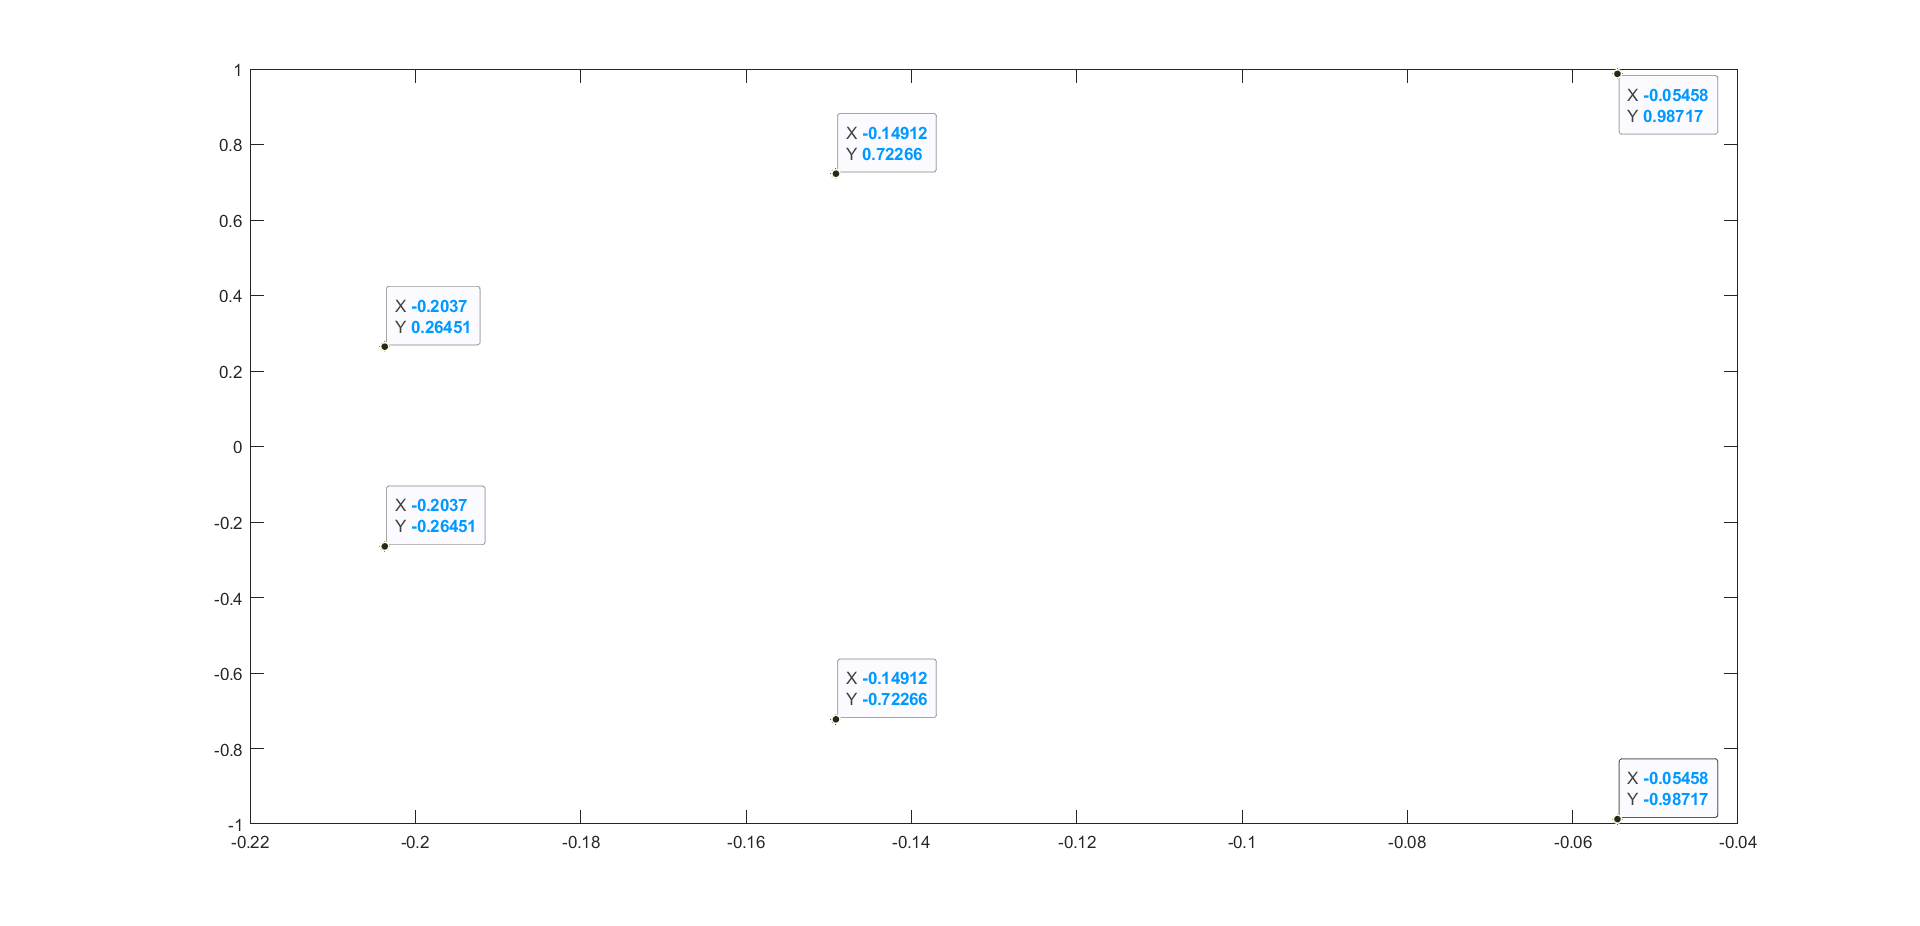 1
X -0.05458
Y 0.98717
X -0.14912
Y 0.72266
0.8
0.6
X -0.2037
Y 0.26451
0.4
0.2
0
X -0.2037
Y -0.26451
-0.2
-0.4
X -0.14912
Y -0.72266
-0.6
-0.8
X -0.05458
Y -0.98717
-1
-0.22 -0.2 -0.18 -0.16 -0.14 -0.12 -0.1 -0.08 -0.06 -0.04